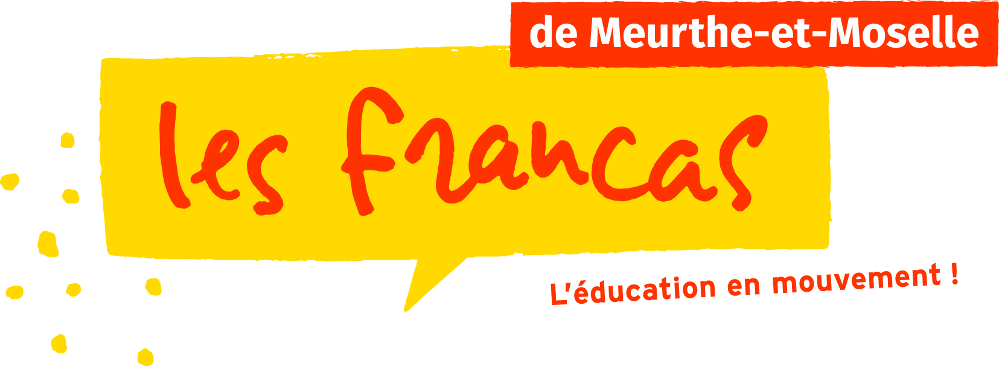 de Meurthe-et-Moselle
les francas
L'éducation en mouvement !